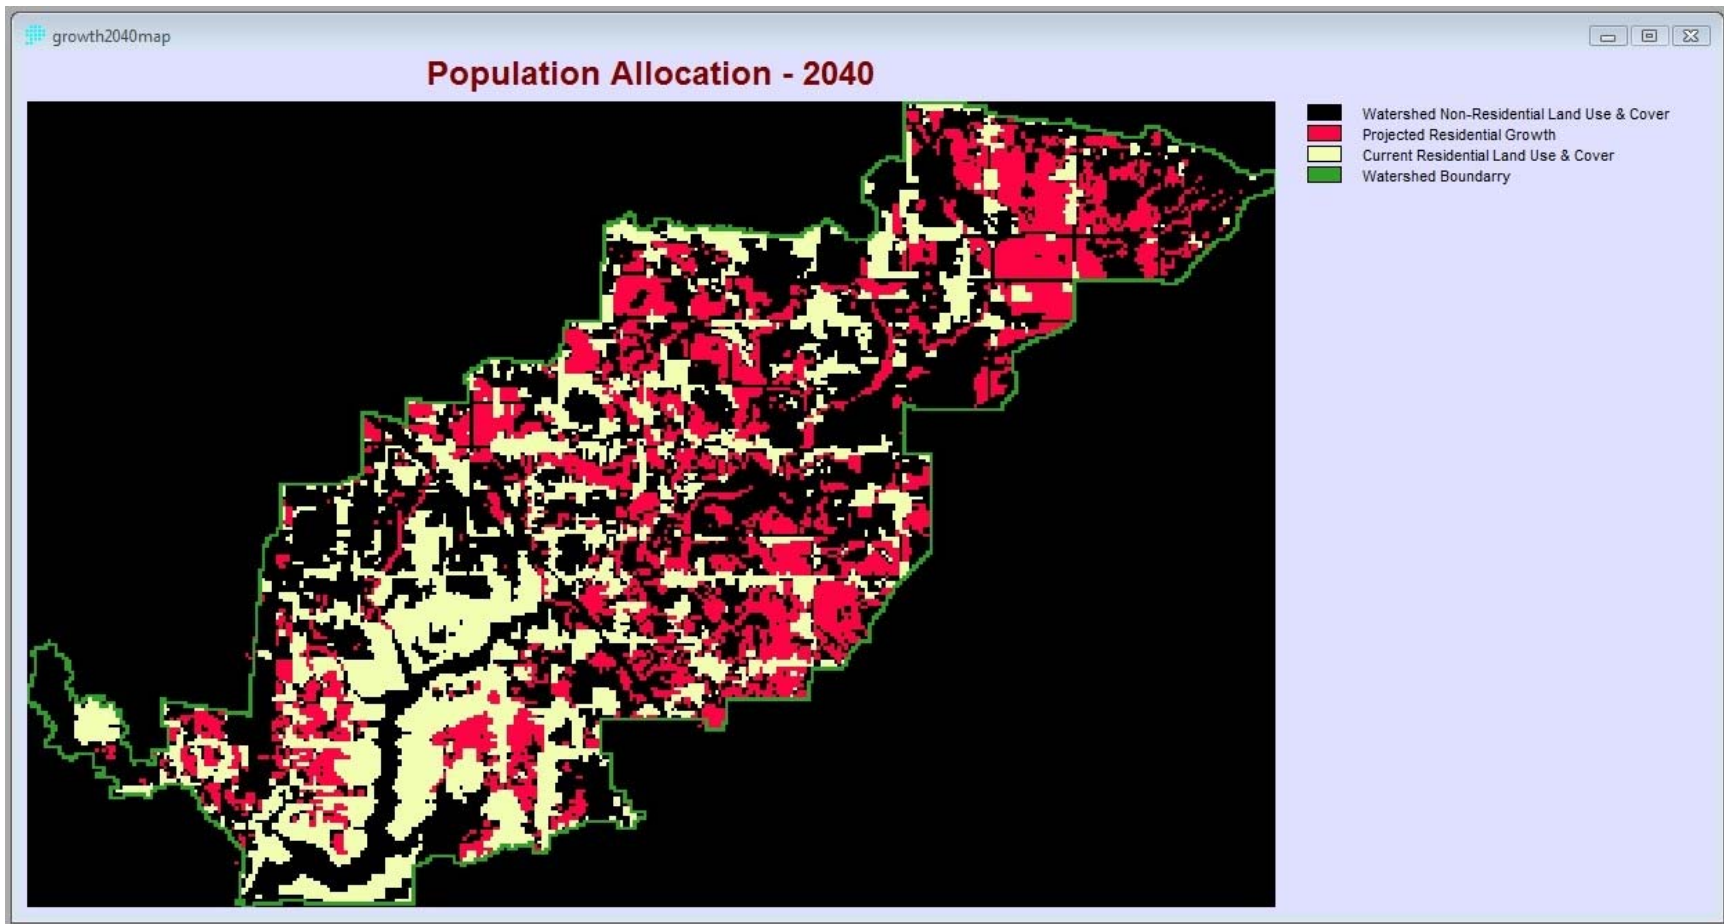 growth2040map
Population Allocation - 2040
Watershed Non-Residential Land Use & Cover
Projected Residential Growth
Current Residential Land Use & Cover
Watershed Boundarry